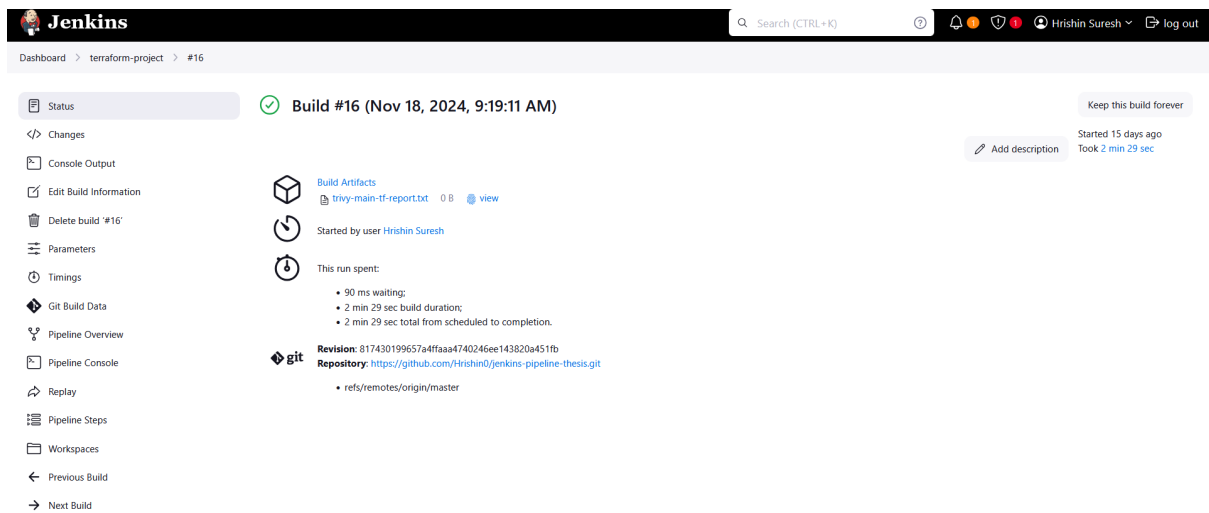 Jenkins
Search (CTRL+K)
?
1
1
Hrishin Suresh
log out
Dashboard > terraform-project > #16
Status
Changes
Console Output
Edit Build Information
Delete build ‘#16’
Parameters
Timings
Git Build Data
Pipeline Overview
Pipeline Console
Replay
Pipeline Steps
Workspaces
Previous Build
Next Build
Build #16 (Nov 18, 2024, 9:19:11 AM)
Keep this build forever
Add description
Started 15 days ago
Took 2 min 29 sec
Build Artifacts
trivy-main-tf-report.txt 0 B view
Started by user Hrishin Suresh
This run spent:
• 90 ms waiting;
• 2 min 29 sec build duration;
• 2 min 29 sec total from scheduled to completion.
git
Revision: 817430199657a4ffaaa4740246ee143820a451fb
Repository: https://github.com/Hrishin0/jenkins-pipeline-thesis.git
• refs/remotes/origin/master